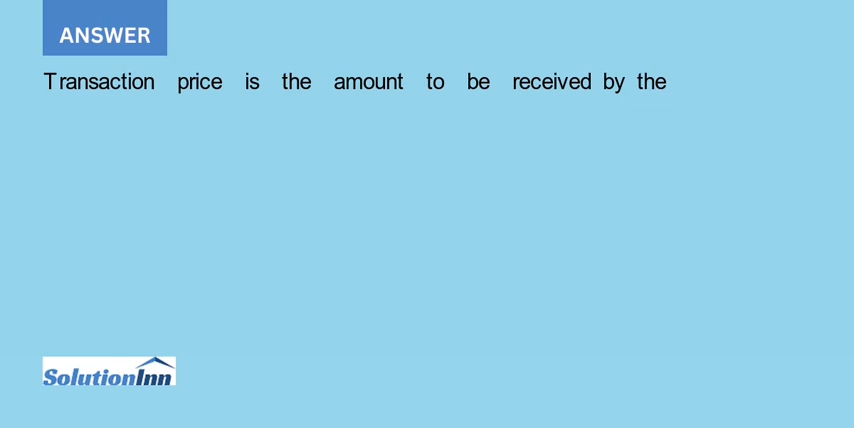 ANSWER
Transaction price is the amount to be received by the
SolutionInn